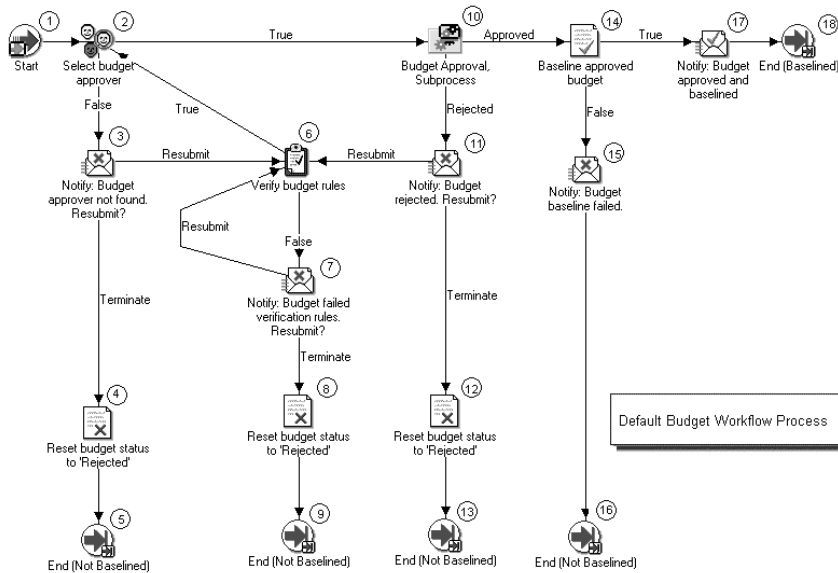 1
2
10
14
17
18
True
Approved
True
Start
Select budget
approver
Budget Approval,
Subprocess
Baseline approved
budget
Notify: Budget
approved and
baselined
End (Baselined)
False
True
Rejected
False
3
6
11
15
Resubmit
Resubmit
Notify: Budget
approver not found.
Resubmit?
Verify budget rules
Notify: Budget
rejected. Resubmit?
Notify: Budget
baseline failed.
Resubmit
False
7
Terminate
Notify: Budget failed
verification rules.
Resubmit?
Terminate
Terminate
4
8
12
Reset budget status
to 'Rejected'
Reset budget status
to 'Rejected'
Reset budget status
to 'Rejected'
Default Budget Workflow Process
5
9
13
16
End (Not Baselined)
End (Not Baselined)
End (Not Baselined)
End (Not Baselined)